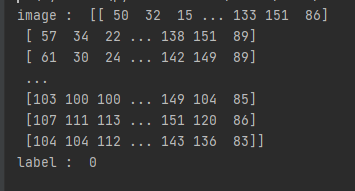 image :  [[ 50  32  15 ... 133 151  86]
 [ 57  34  22 ... 138 151  89]
 [ 61  30  24 ... 142 149  89]
 ...
 [103 100 100 ... 149 104  85]
 [107 111 113 ... 151 120  86]
 [104 104 112 ... 143 136  83]]
label :  0